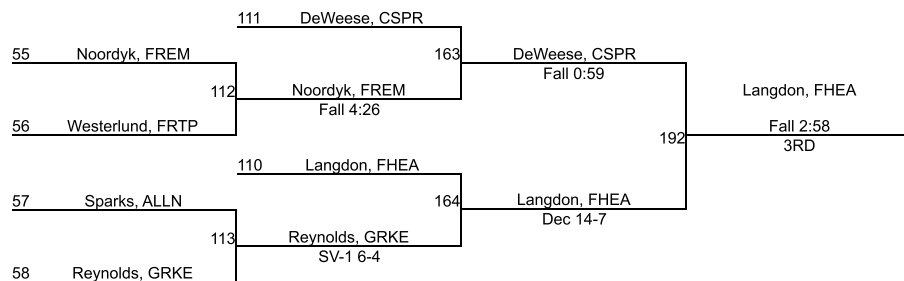 111 DeWeese, CSPR
55 Noordyk, FREM
163 DeWeese, CSPR
Fall 0:59
112 Noordyk, FREM
Fall 4:26
Langdon, FHEA
56 Westerlund, FRTP
Fall 2:58
192
3RD
110 Langdon, FHEA
57 Sparks, ALLN
164 Langdon, FHEA
Dec 14-7
113 Reynolds, GRKE
SV-1 6-4
58 Reynolds, GRKE